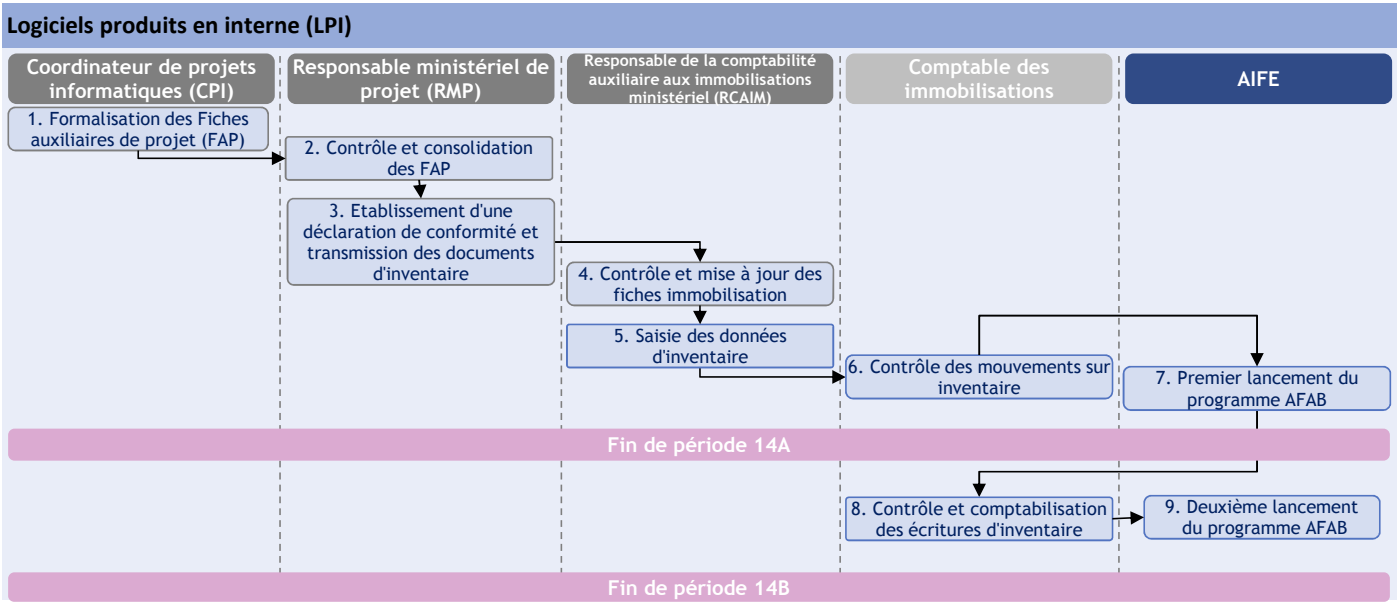 Logiciels produits en interne (LPI)
Coordinateur de projets
informatiques (CPI)
Responsable ministériel de
projet (RMP)
Responsable de la comptabilité
auxiliaire aux immobilisations
ministériel (RCAIM)
Comptable des
immobilisations
AIFE
1. Formalisation des Fiches
auxiliaires de projet (FAP)
2. Contrôle et consolidation
des FAP
3. Etablissement d'une
déclaration de conformité et
transmission des documents
d'inventaire
4. Contrôle et mise à jour des
fiches immobilisation
5. Saisie des données
d'inventaire
6. Contrôle des mouvements sur
inventaire
7. Premier lancement du
programme AFAB
Fin de période 14A
8. Contrôle et comptabilisation
des écritures d'inventaire
9. Deuxième lancement
du programme AFAB
Fin de période 14B